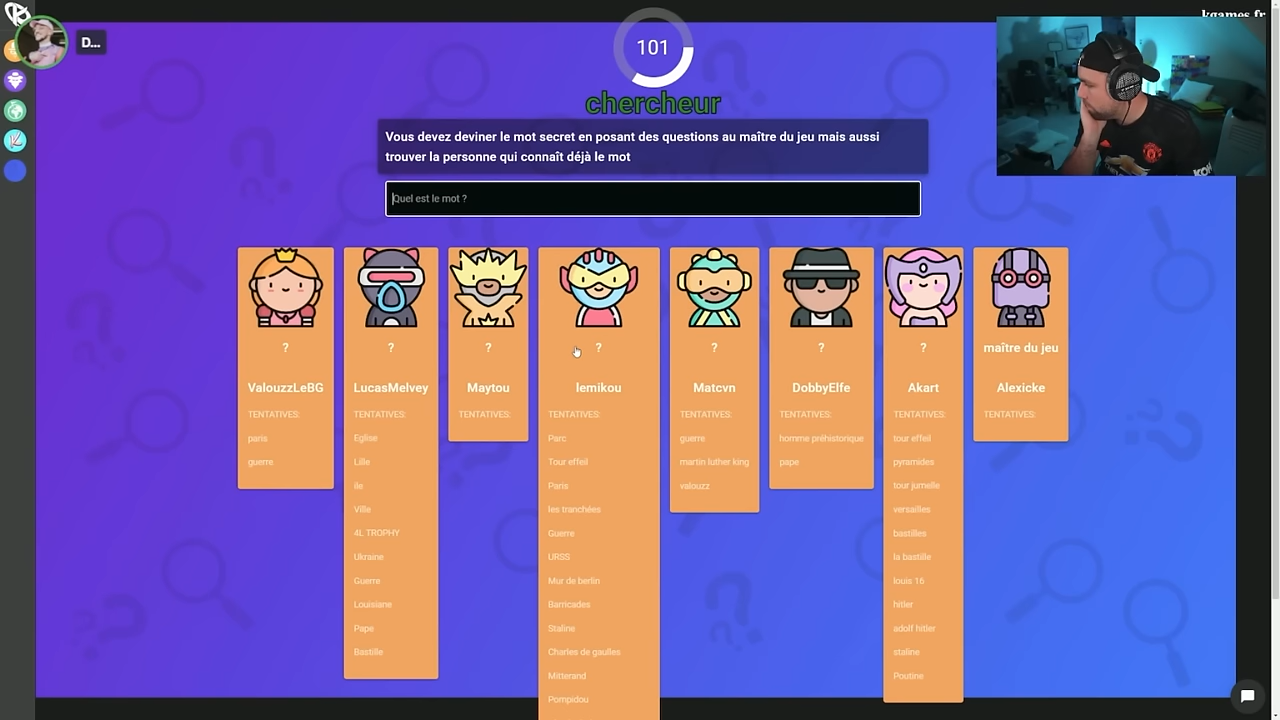 kgames.fr
D...
101
chercheur
Vous devez deviner le mot secret en posant des questions au maître du jeu mais aussi
trouver la personne qui connaît déjà le mot
Quel est le mot ?
?
ValouzzLeBG
TENTATIVES:
paris
guerre
?
LucasMelvey
TENTATIVES:
Eglise
Lille
ile
Ville
4L TROPHY
Ukraine
Guerre
Louisiane
Pape
Bastille
?
Maytou
TENTATIVES:
?
lemikou
TENTATIVES:
Parc
Tour effeil
Paris
les tranchées
Guerre
URSS
Mur de berlin
Barricades
Staline
Charles de gaulles
Mitterand
Pompidou
?
Matcvn
TENTATIVES:
guerre
martin luther king
valouzz
?
DobbyElfe
TENTATIVES:
homme préhistorique
pape
?
Akart
TENTATIVES:
tour effeil
pyramides
tour jumelle
versailles
bastilles
la bastille
louis 16
hitler
adolf hitler
staline
Poutine
maître du jeu
Alexicke
TENTATIVES: